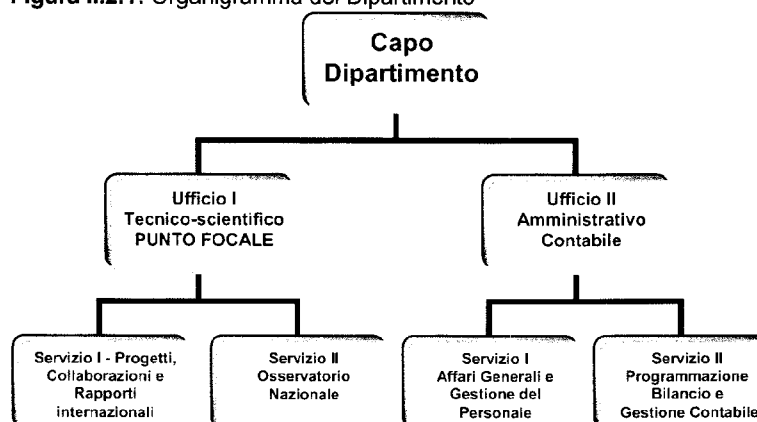 Organigramma del Dipartimento
Capo
Dipartimento
Ufficio I
Tecnico-scientifico
PUNTO FOCALE
Ufficio II
Amministrativo
Contabile
Servizio I - Progetti,
Collaborazioni e
Rapporti
internazionali
Servizio II
Osservatorio
Nazionale
Servizio I
Affari Generali e
Gestione del
Personale
Servizio II
Programmazione
Bilancio e
Gestione Contabile